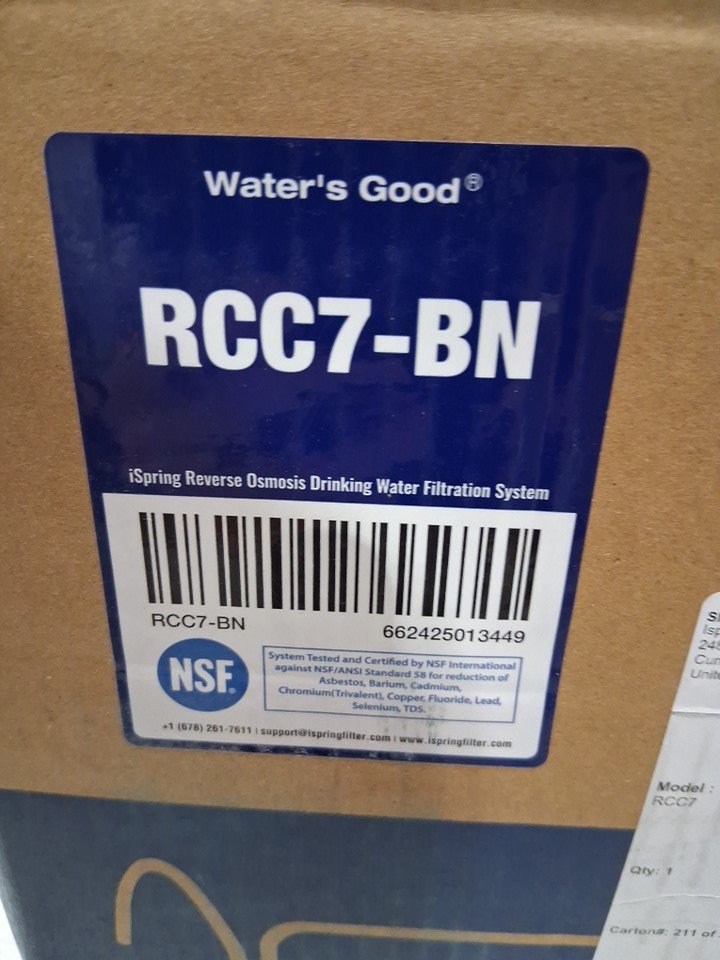 Water's Good®
RCC7-BN
iSpring Reverse Osmosis Drinking Water Filtration System
RCC7-BN
662425013449
NSF.
System Tested and Certified by NSF International
against NSF/ANSI Standard 58 for reduction of
Asbestos, Barium, Cadmium,
Chromium(Trivalent), Copper, Fluoride, Lead,
Selenium, TDS.
+1 (678) 261-7611 | support@ispringfilter.com | www.ispringfilter.com
Model :
RCC7
Qty: 1
Carton#: 211 of